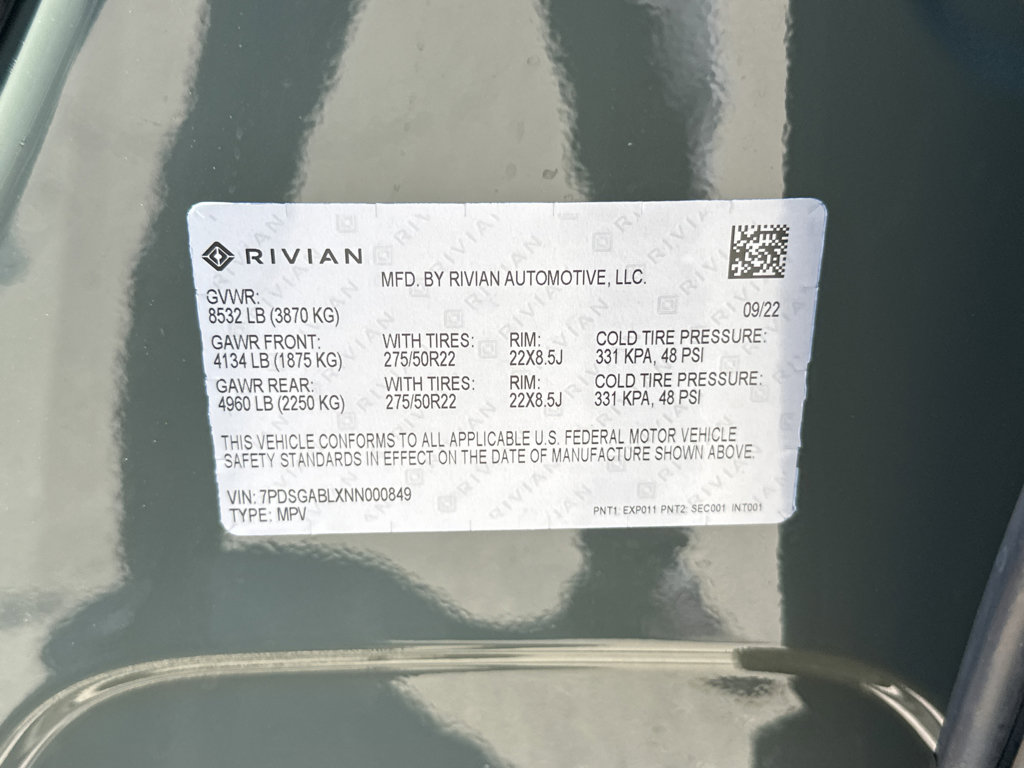 RIVIAN
MFD. BY RIVIAN AUTOMOTIVE, LLC.
GVWR:
8532 LB (3870 KG)
09/22
GAWR FRONT: WITH TIRES: RIM: COLD TIRE PRESSURE:
4134 LB (1875 KG) 275/50R22 22X8.5J 331 KPA, 48 PSI
GAWR REAR: WITH TIRES: RIM: COLD TIRE PRESSURE:
4960 LB (2250 KG) 275/50R22 22X8.5J 331 KPA, 48 PSI
THIS VEHICLE CONFORMS TO ALL APPLICABLE U.S. FEDERAL MOTOR VEHICLE
SAFETY STANDARDS IN EFFECT ON THE DATE OF MANUFACTURE SHOWN ABOVE.
VIN: 7PDSGABLXNN000849
TYPE: MPV
PNT1: EXP011 PNT2: SEC001 INT001